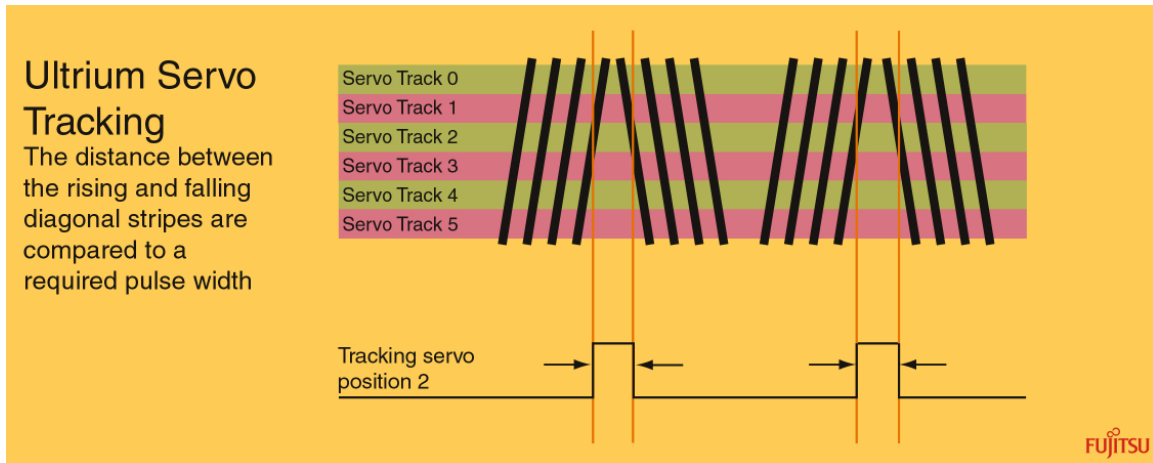 Ultrium Servo
Tracking
The distance between
the rising and falling
diagonal stripes are
compared to a
required pulse width
Servo Track 0
Servo Track 1
Servo Track 2
Servo Track 3
Servo Track 4
Servo Track 5
Tracking servo
position 2
FUJITSU